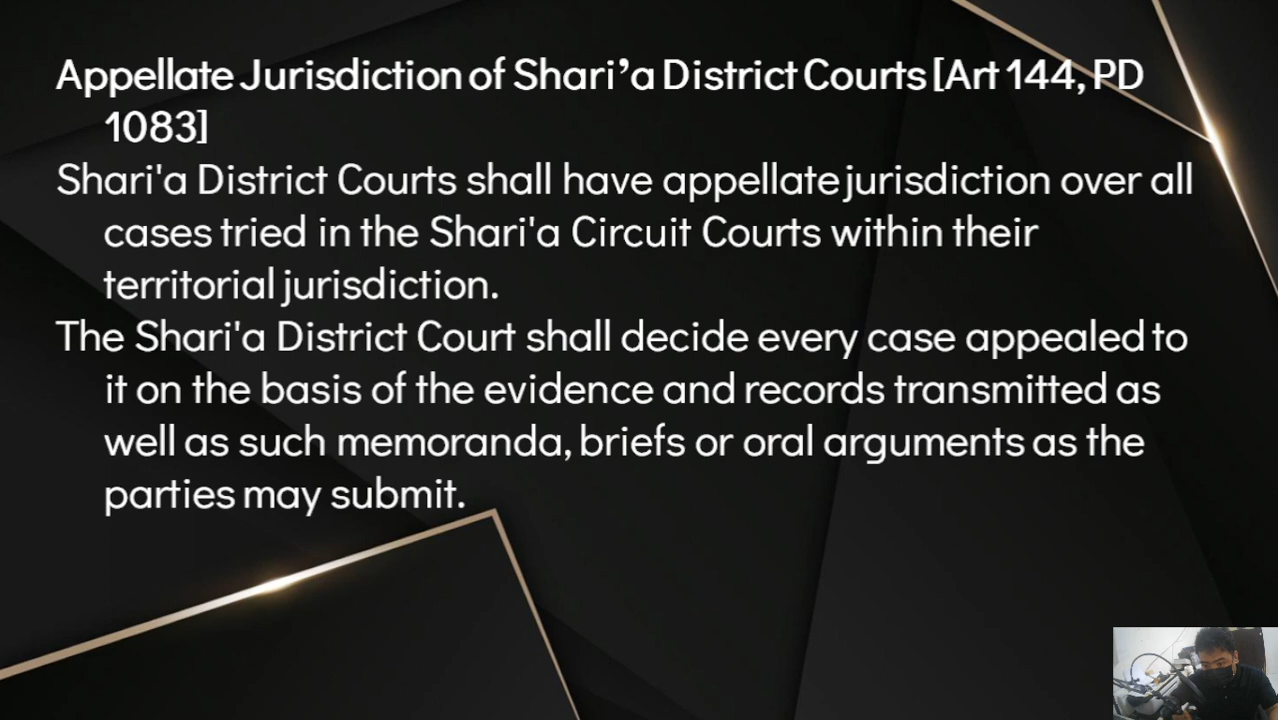 Appellate Jurisdiction of Shari’a District Courts [Art 144, PD
1083]
Shari'a District Courts shall have appellate jurisdiction over all
cases tried in the Shari'a Circuit Courts within their
territorial jurisdiction.
The Shari'a District Court shall decide every case appealed to
it on the basis of the evidence and records transmitted as
well as such memoranda, briefs or oral arguments as the
parties may submit.